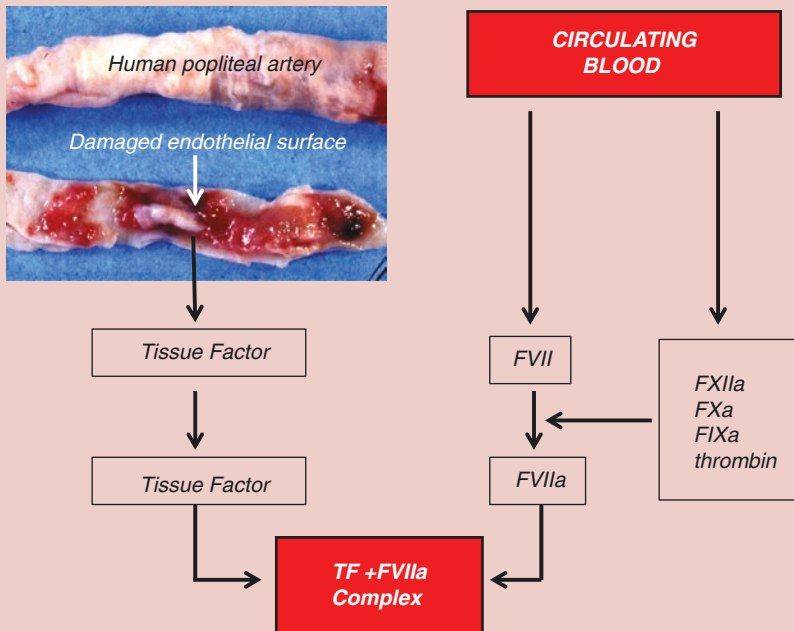 Human popliteal artery
Damaged endothelial surface
CIRCULATING
BLOOD
Tissue Factor
FVII
FXIIa
FXa
FIXa
thrombin
Tissue Factor
FVIIa
TF +FVIIa
Complex